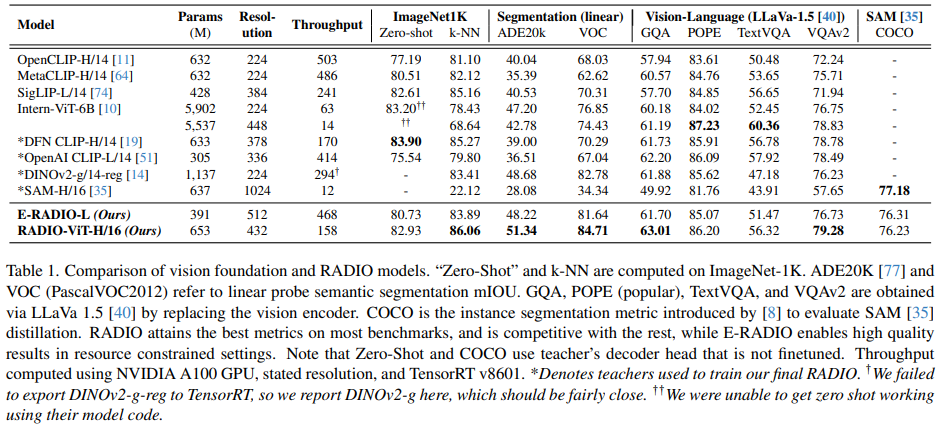 Model Params Resol- Throughput ImageNet1K Segmentation (linear) Vision-Language (LLaVa-1.5 [40]) SAM [35]
(M) ution Zero-shot k-NN ADE20k VOC GQA POPE TextVQA VQAv2 COCO
OpenCLIP-H/14 [11] 632 224 503 77.19 81.10 40.04 68.03 57.94 83.61 50.48 72.24 -
MetaCLIP-H/14 [64] 632 224 486 80.51 82.12 35.39 62.62 60.57 84.76 53.65 75.71 -
SigLIP-L/14 [74] 428 384 241 82.61 85.16 40.53 70.31 57.70 84.85 56.65 71.94 -
Intern-ViT-6B [10] 5,902 224 63 83.20†† 78.43 47.20 76.85 60.18 84.02 52.45 76.75 -
5,537 448 14 †† 68.64 42.78 74.43 61.19 87.23 60.36 78.83 -
*DFN CLIP-H/14 [19] 633 378 170 83.90 85.27 39.00 70.29 61.73 85.91 56.78 78.78 -
*OpenAI CLIP-L/14 [51] 305 336 414 75.54 79.80 36.51 67.04 62.20 86.09 57.92 78.49 -
*DINOv2-g/14-reg [14] 1,137 224 294† - 83.41 48.68 82.78 61.88 85.62 47.18 76.23 -
*SAM-H/16 [35] 637 1024 12 - 22.12 28.08 34.34 49.92 81.76 43.91 57.65 77.18
E-RADIO-L (Ours) 391 512 468 80.73 83.89 48.22 81.64 61.70 85.07 51.47 76.73 76.31
RADIO-ViT-H/16 (Ours) 653 432 158 82.93 86.06 51.34 84.71 63.01 86.20 56.32 79.28 76.23
Table 1. Comparison of vision foundation and RADIO models. “Zero-Shot” and k-NN are computed on ImageNet-1K. ADE20K [77] and
VOC (PascalVOC2012) refer to linear probe semantic segmentation mIOU. GQA, POPE (popular), TextVQA, and VQAv2 are obtained
via LLaVa 1.5 [40] by replacing the vision encoder. COCO is the instance segmentation metric introduced by [8] to evaluate SAM [35]
distillation. RADIO attains the best metrics on most benchmarks, and is competitive with the rest, while E-RADIO enables high quality
results in resource constrained settings. Note that Zero-Shot and COCO use teacher’s decoder head that is not finetuned. Throughput
computed using NVIDIA A100 GPU, stated resolution, and TensorRT v8601. *Denotes teachers used to train our final RADIO. †We failed
to export DINOv2-g-reg to TensorRT, so we report DINOv2-g here, which should be fairly close. ††We were unable to get zero shot working
using their model code.